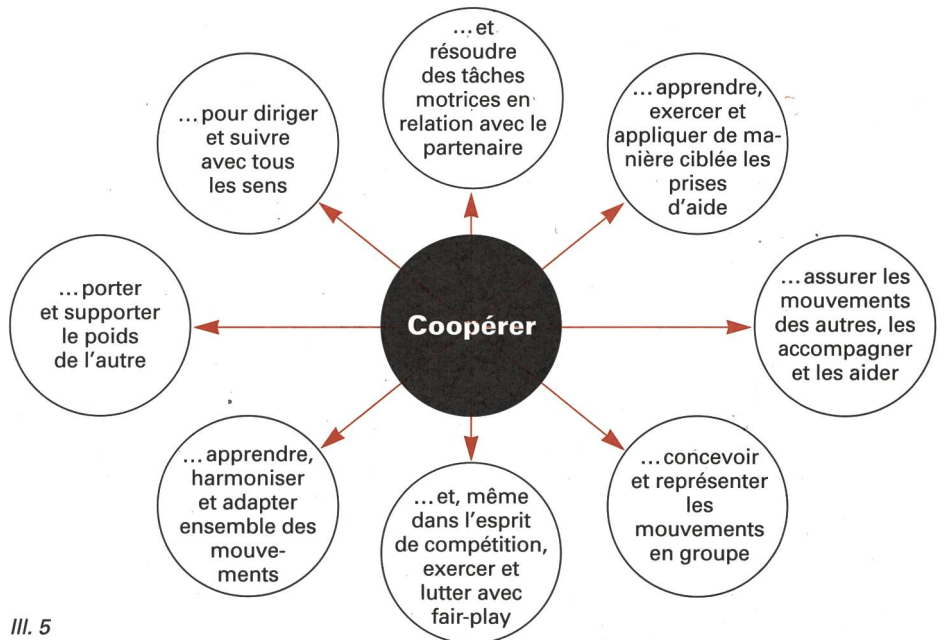 ...et
résoudre
des tâches
motrices en
relation avec le
partenaire
...apprendre,
exercer et
appliquer de ma-
nière ciblée les
prises
d'aide
...assurer les
mouvements
des autres, les
accompagner
et les aider
...concevoir
et représenter
les
mouvements
en groupe
...et, même
dans l'esprit
de compétition,
exercer et
lutter avec
fair-play
...apprendre,
harmoniser
et adapter
ensemble des
mouve-
ments
...porter
et supporter
le poids
de l'autre
...pour diriger
et suivre
avec tous
les sens
Coopérer
Ill. 5